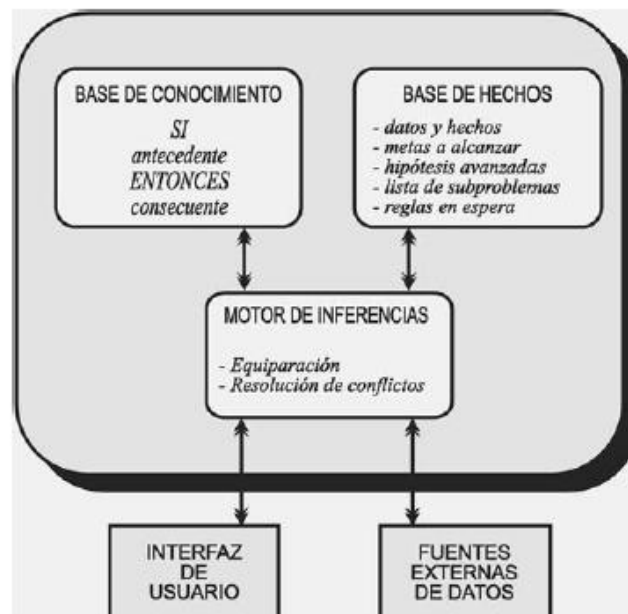 BASE DE CONOCIMIENTO
SI
antecedente
ENTONCES
consecuente
BASE DE HECHOS
- datos y hechos
- metas a alcanzar
- hipótesis avanzadas
- lista de subproblemas
- reglas en espera
MOTOR DE INFERENCIAS
- Equiparación
- Resolución de conflictos
INTERFAZ
DE
USUARIO
FUENTES
EXTERNAS
DE DATOS